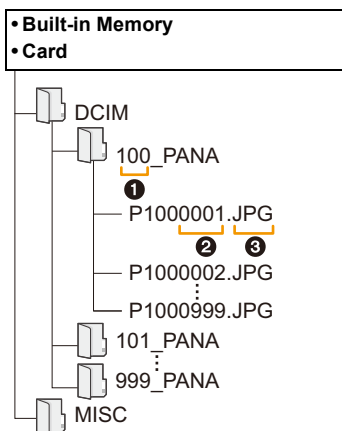 • Built-in Memory
• Card
DCIM
100_PANA
❶
P1000001.JPG
❷ ❸
P1000002.JPG
P1000999.JPG
101_PANA
999_PANA
MISC